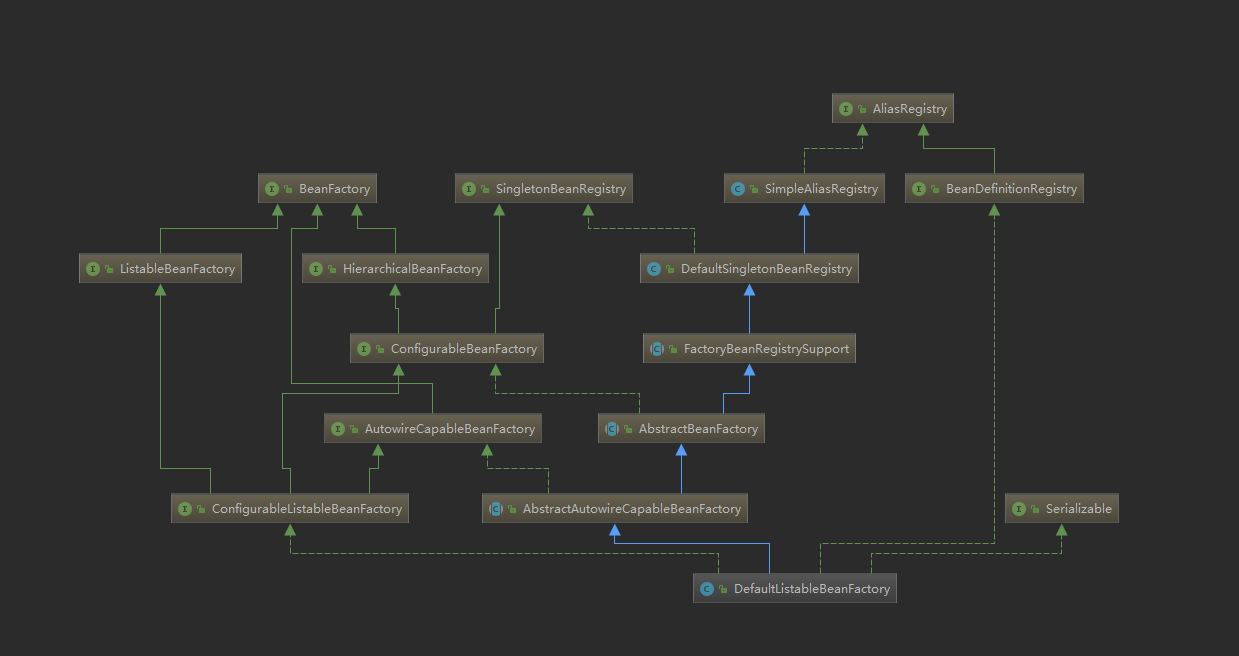 I AliasRegistry
I BeanFactory
I SingletonBeanRegistry
C SimpleAliasRegistry
I BeanDefinitionRegistry
I ListableBeanFactory
I HierarchicalBeanFactory
C DefaultSingletonBeanRegistry
I ConfigurableBeanFactory
C FactoryBeanRegistrySupport
I AutowireCapableBeanFactory
C AbstractBeanFactory
I ConfigurableListableBeanFactory
C AbstractAutowireCapableBeanFactory
I Serializable
C DefaultListableBeanFactory